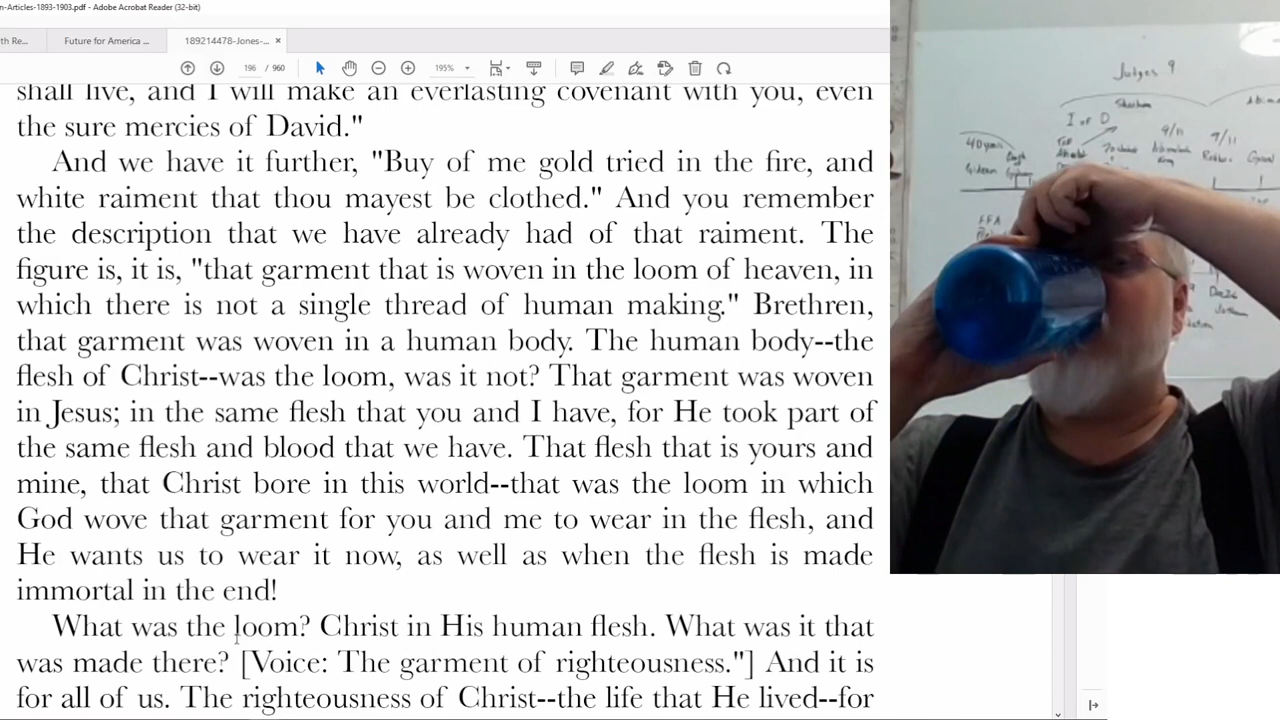 n-Articles-1893-1903.pdf - Adobe Acrobat Reader (32-bit)
th Re...
Future for America ...
189214478-Jones-... ×
196 / 960
195%
shall live, and I will make an everlasting covenant with you, even
the sure mercies of David."
And we have it further, "Buy of me gold tried in the fire, and
white raiment that thou mayest be clothed." And you remember
the description that we have already had of that raiment. The
figure is, it is, "that garment that is woven in the loom of heaven, in
which there is not a single thread of human making." Brethren,
that garment was woven in a human body. The human body--the
flesh of Christ--was the loom, was it not? That garment was woven
in Jesus; in the same flesh that you and I have, for He took part of
the same flesh and blood that we have. That flesh that is yours and
mine, that Christ bore in this world--that was the loom in which
God wove that garment for you and me to wear in the flesh, and
He wants us to wear it now, as well as when the flesh is made
immortal in the end!
What was the loom? Christ in His human flesh. What was it that
was made there? [Voice: The garment of righteousness."] And it is
for all of us. The righteousness of Christ--the life that He lived--for
Judges 9
I of D
9/11
9/11
FFA